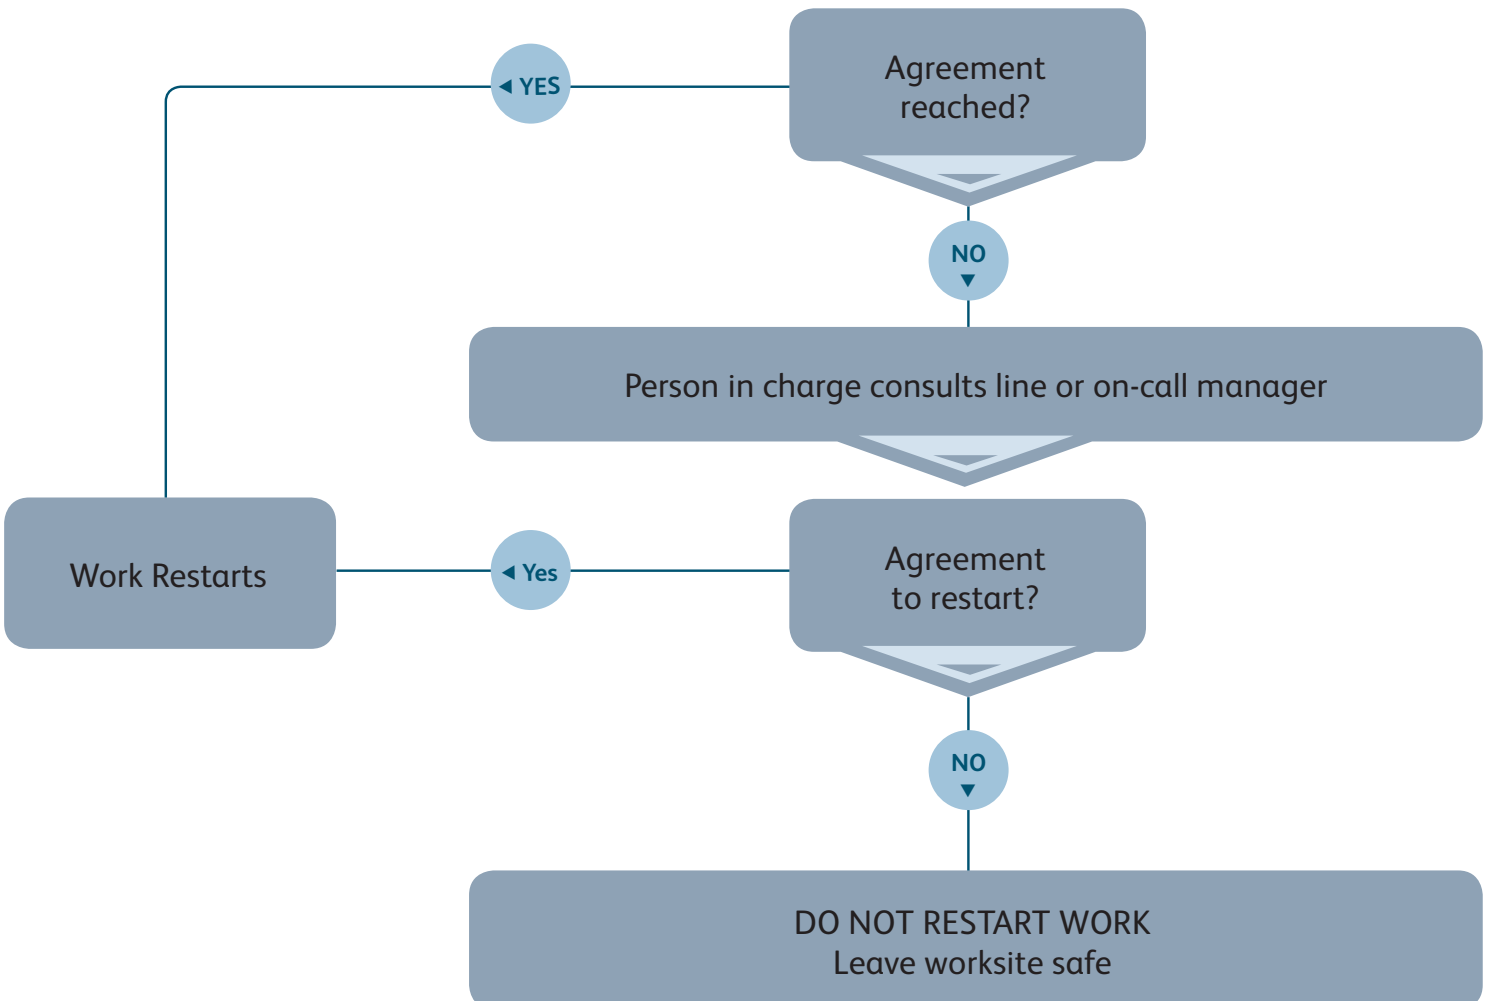 Agreement
reached?
◄ YES
NO
▼
Person in charge consults line or on-call manager
Agreement
to restart?
◄ Yes
Work Restarts
NO
▼
DO NOT RESTART WORK
Leave worksite safe